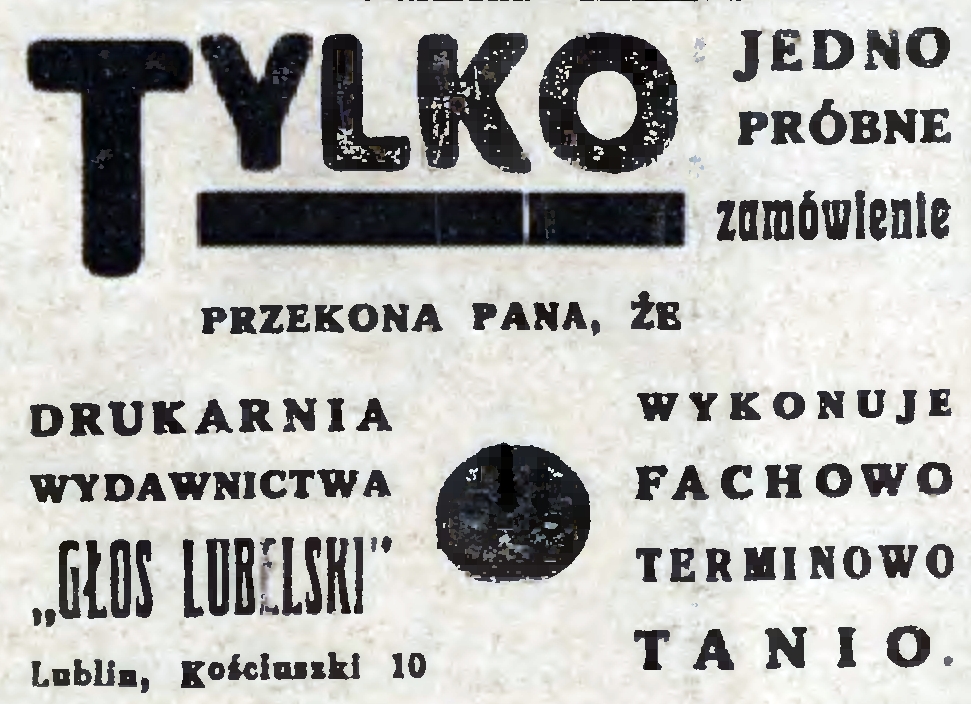 TYLKO
JEDNO
PRÓBNE
zamówienie
PRZEKONA PANA, ŻE
DRUKARNIA
WYDAWNICTWA
„GŁOS LUBELSKI"
Lublin, Kościuszki 10
WYKONUJE
FACHOWO
TERMINOWO
TANIO.